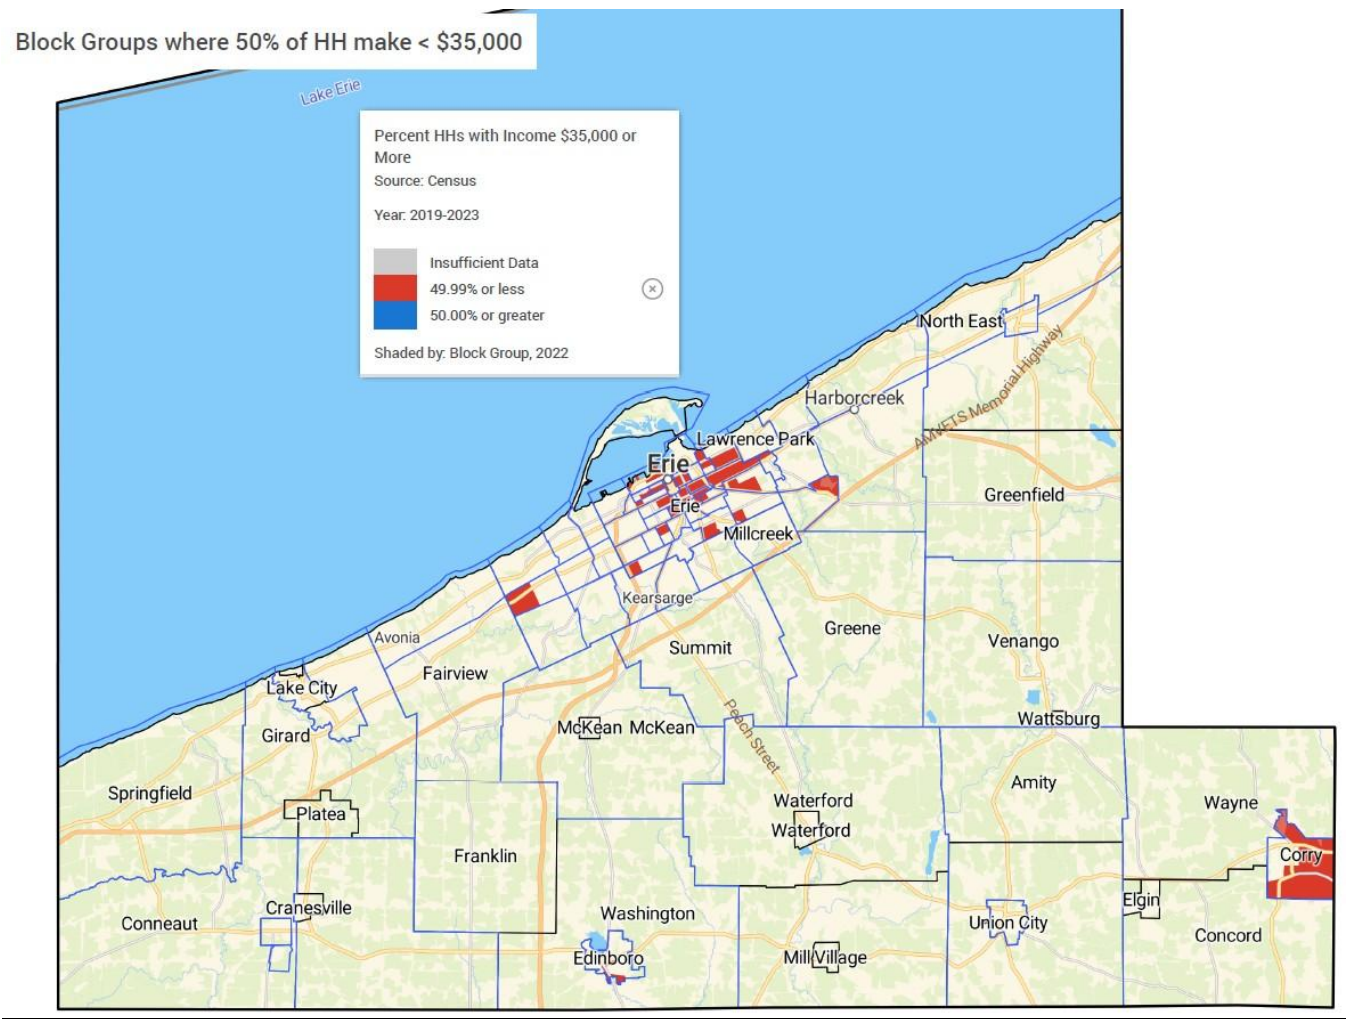 Block Groups where 50% of HH make < $35,000
Lake Erie
Percent HHs with Income $35,000 or
More
Source: Census
Year: 2019-2023
Insufficient Data
49.99% or less
50.00% or greater
Shaded by: Block Group, 2022
North East
AMVETS Memorial Highway
Harborcreek
Lawrence Park
Erie
Erie
Greenfield
Millcreek
Kearsarge
Avonia
Greene
Venango
Summit
Fairview
Lake City
Girard
McKean
McKean
Peach Street
Wattsburg
Springfield
Platea
Amity
Wayne
Waterford
Waterford
Franklin
Corry
Cranesville
Conneaut
Washington
Elgin
Union City
Concord
Edinboro
Mill Village